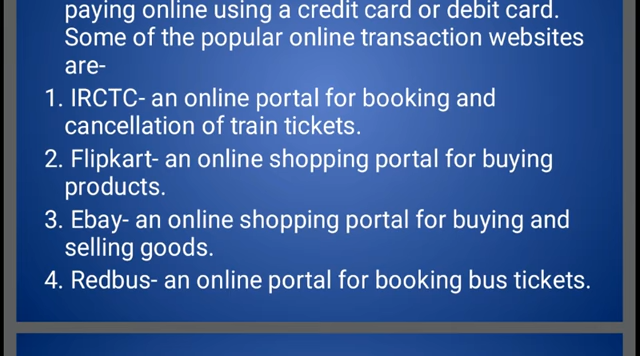 paying online using a credit card or debit card.
Some of the popular online transaction websites
are-
1. IRCTC- an online portal for booking and
cancellation of train tickets.
2. Flipkart- an online shopping portal for buying
products.
3. Ebay- an online shopping portal for buying and
selling goods.
4. Redbus- an online portal for booking bus tickets.